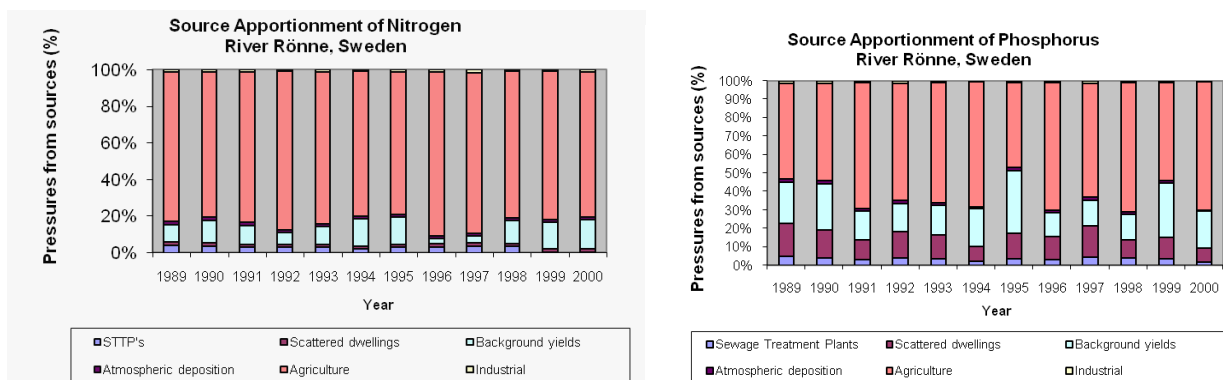 Source Apportionment of Nitrogen
River Rönne, Sweden
Pressures from sources (%)
100%
80%
60%
40%
20%
0%
1989 1990 1991 1992 1993 1994 1995 1996 1997 1998 1999 2000
Year
STTP's Scattered dwellings Background yields
Atmospheric deposition Agriculture Industrial
Source Apportionment of Phosphorus
River Rönne, Sweden
Pressures from sources (%)
100%
90%
80%
70%
60%
50%
40%
30%
20%
10%
0%
1989 1990 1991 1992 1993 1994 1995 1996 1997 1998 1999 2000
Year
Sewage Treatment Plants Scattered dwellings Background yields
Atmospheric deposition Agriculture Industrial